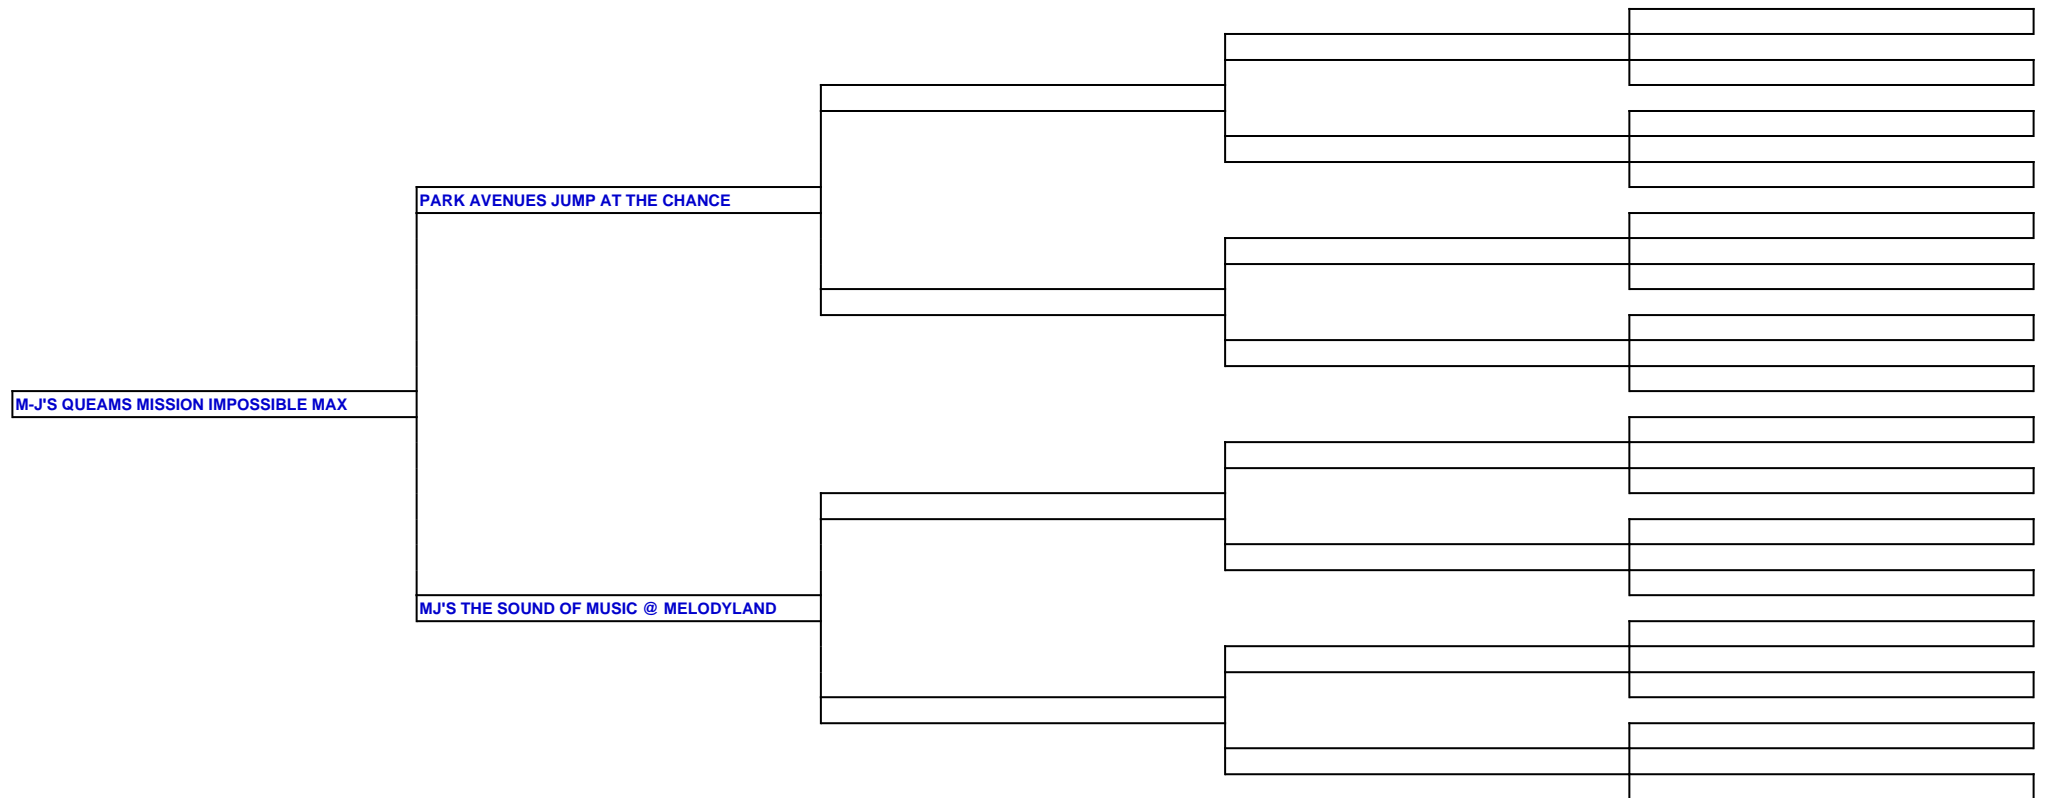 PARK AVENUES JUMP AT THE CHANCE
M-J'S QUEAMS MISSION IMPOSSIBLE MAX
MJ'S THE SOUND OF MUSIC @ MELODYLAND